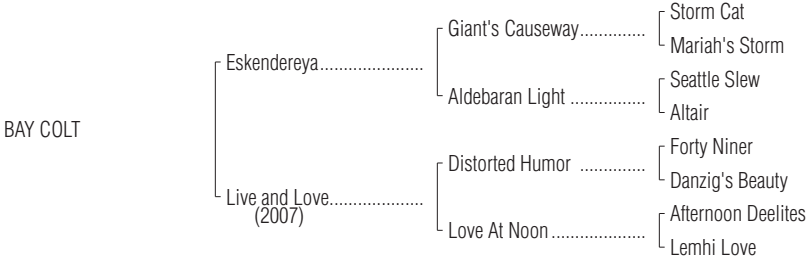 Storm Cat
Giant's Causeway..............
Mariah's Storm
Eskendereya......................
Seattle Slew
Aldebaran Light ................
Altair
BAY COLT
Forty Niner
Distorted Humor ..............
Danzig's Beauty
Live and Love....................
(2007)
Afternoon Deelites
Love At Noon....................
Lemhi Love